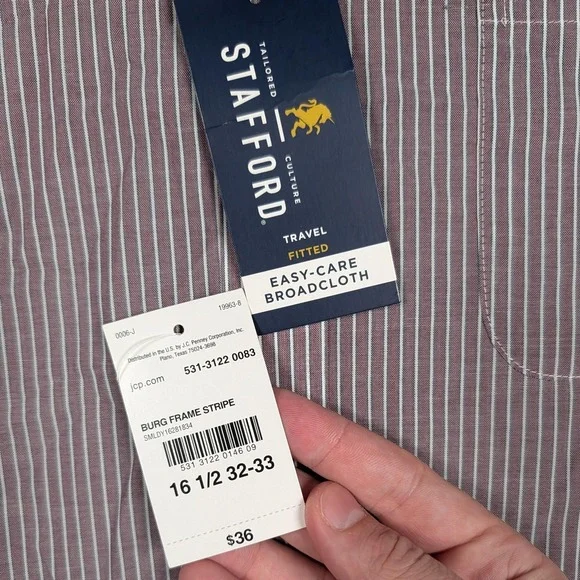 TAILORED
CULTURE
STAFFORD®
TRAVEL
FITTED
EASY-CARE
BROADCLOTH
0006-J
19963-8
Distributed in the U.S. by J.C. Penney Corporation, Inc.
Plano, Texas 75024-3698
jcp.com
531-3122 0083
BURG FRAME STRIPE
SMLDY16281834
531 3122 0146 09
16 1/2 32-33
$36